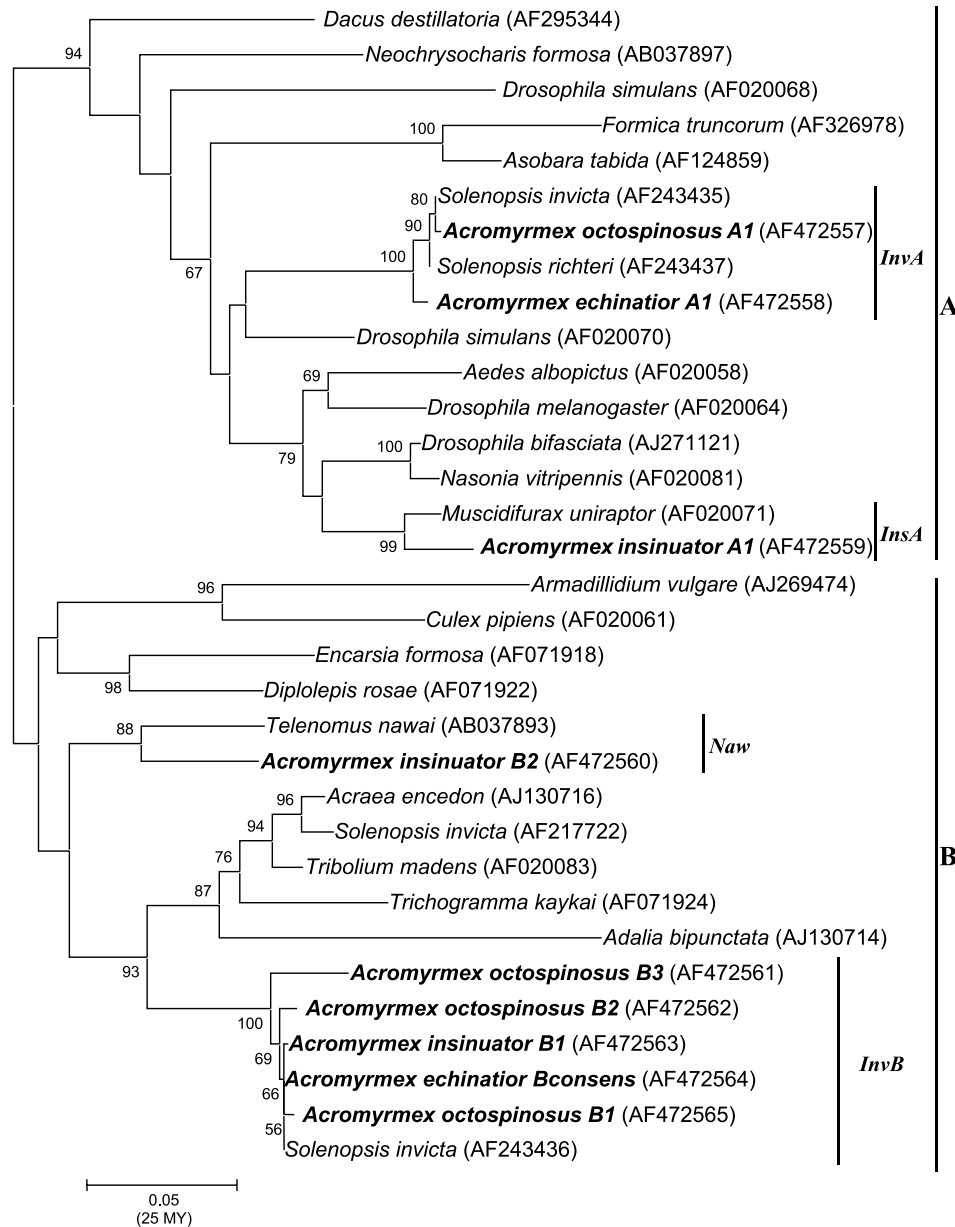 Dacus destillatoria (AF295344)
94
Neochrysocharis formosa (AB037897)
Drosophila simulans (AF020068)
100
Formica truncorum (AF326978)
Asobara tabida (AF124859)
80
Solenopsis invicta (AF243435)
90
Acromyrmex octospinosus A1 (AF472557)
InvA
100
67
Solenopsis richteri (AF243437)
Acromyrmex echinatior A1 (AF472558)
A
Drosophila simulans (AF020070)
69
Aedes albopictus (AF020058)
Drosophila melanogaster (AF020064)
100
79
Drosophila bifasciata (AJ271121)
Nasonia vitripennis (AF020081)
Muscidifurax uniraptor (AF020071)
InsA
99
Acromyrmex insinuator A1 (AF472559)
96
Armadillidium vulgare (AJ269474)
Culex pipiens (AF020061)
Encarsia formosa (AF071918)
98
Diplolepis rosae (AF071922)
88
Telenomus nawai (AB037893)
Naw
Acromyrmex insinuator B2 (AF472560)
96
Acraea encedon (AJ130716)
94
Solenopsis invicta (AF217722)
76
Tribolium madens (AF020083)
B
87
Trichogramma kaykai (AF071924)
Adalia bipunctata (AJ130714)
93
Acromyrmex octospinosus B3 (AF472561)
100
Acromyrmex octospinosus B2 (AF472562)
69
Acromyrmex insinuator B1 (AF472563)
InvB
66
Acromyrmex echinatior Bconsens (AF472564)
56
Acromyrmex octospinosus B1 (AF472565)
Solenopsis invicta (AF243436)
0.05
(25 MY)